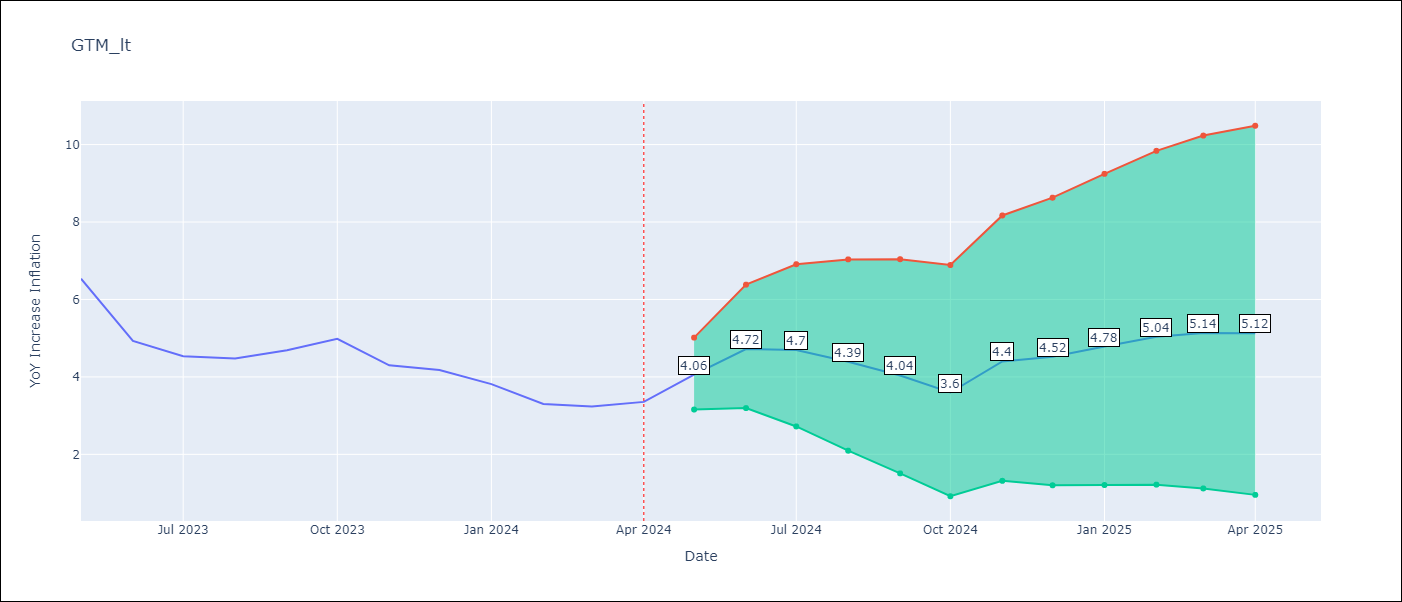 GTM_lt
YoY Increase Inflation
10
8
6
4
2
4.06
4.72
4.7
4.39
4.04
3.6
4.4
4.52
4.78
5.04
5.14
5.12
Jul 2023
Oct 2023
Jan 2024
Apr 2024
Jul 2024
Oct 2024
Jan 2025
Apr 2025
Date